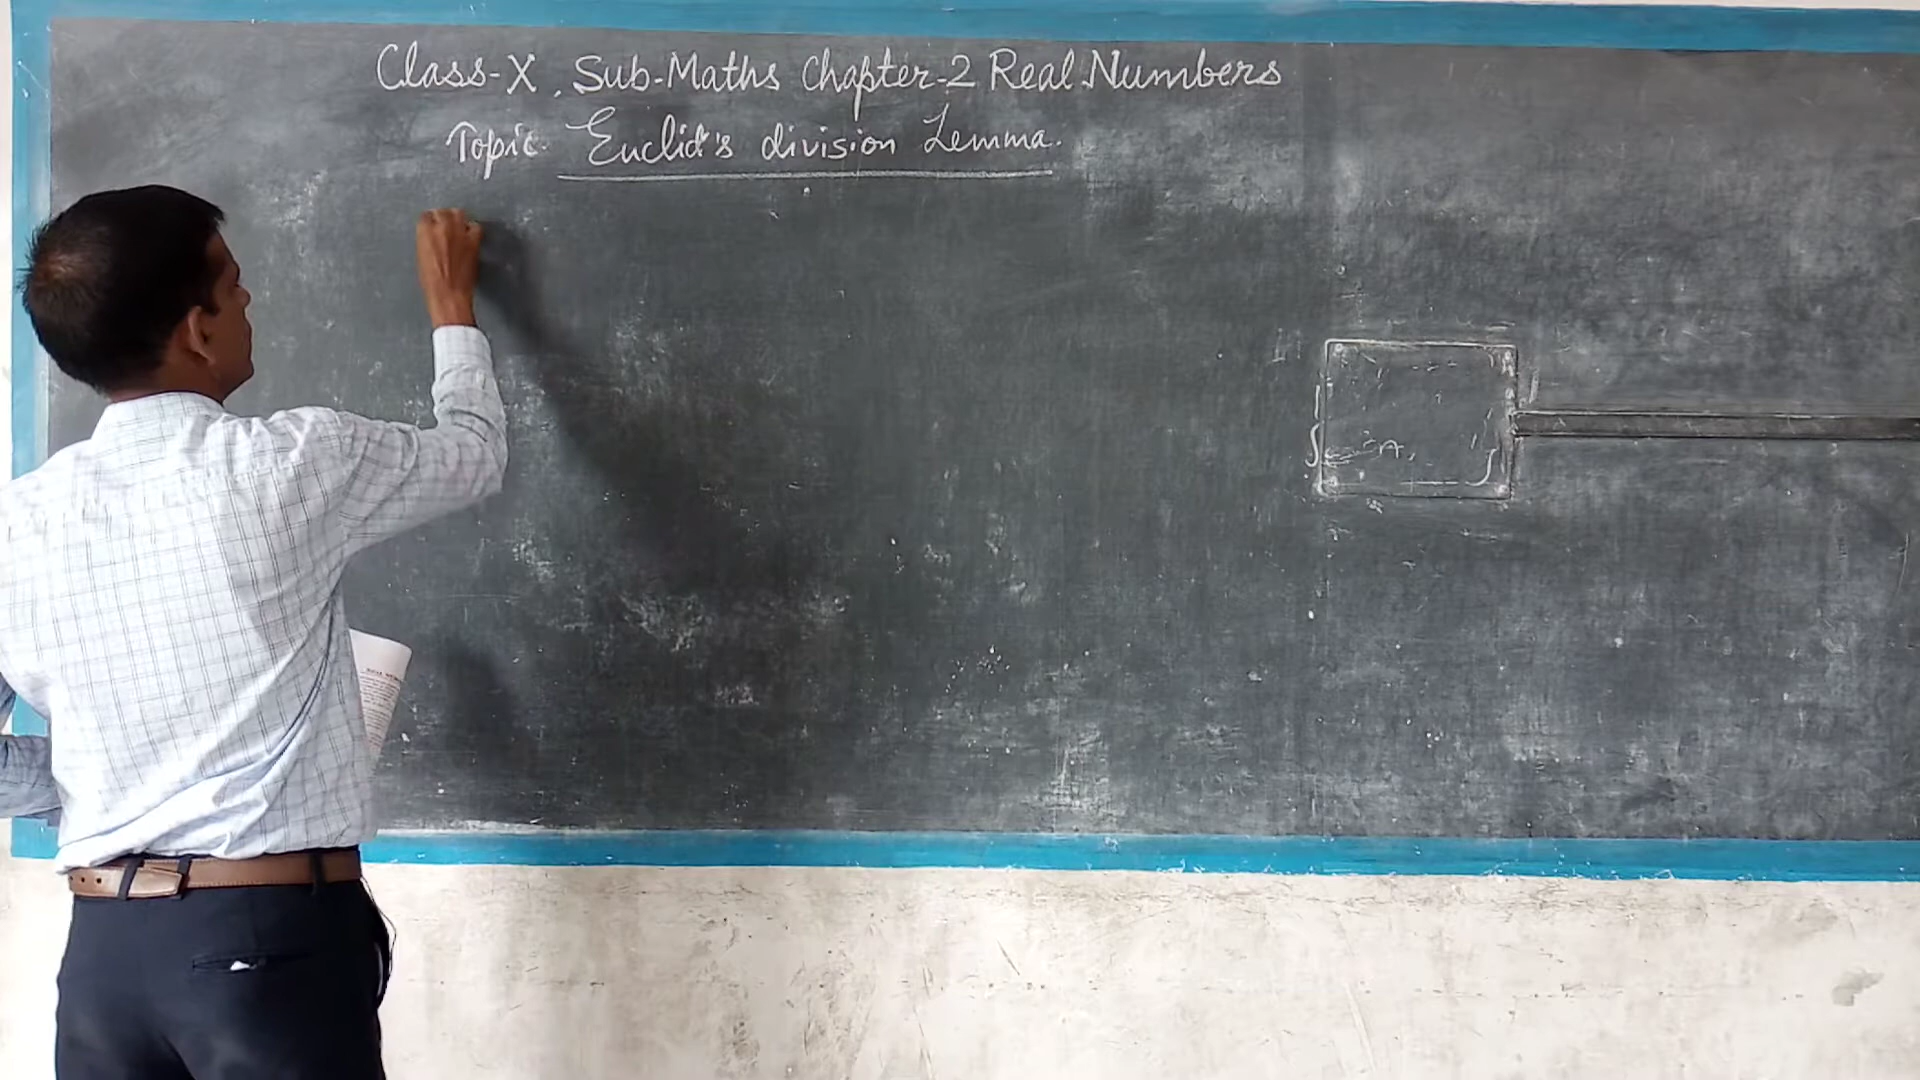 Class-X, Sub-Maths Chapter-2 Real Numbers
Topic- Euclid's division Lemma.